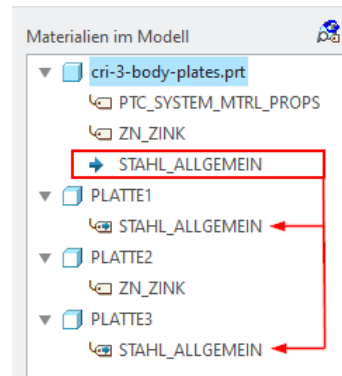 Materialien im Modell
cri-3-body-plates.prt
PTC_SYSTEM_MTRL_PROPS
ZN_ZINK
STAHL_ALLGEMEIN
PLATTE1
STAHL_ALLGEMEIN
PLATTE2
ZN_ZINK
PLATTE3
STAHL_ALLGEMEIN